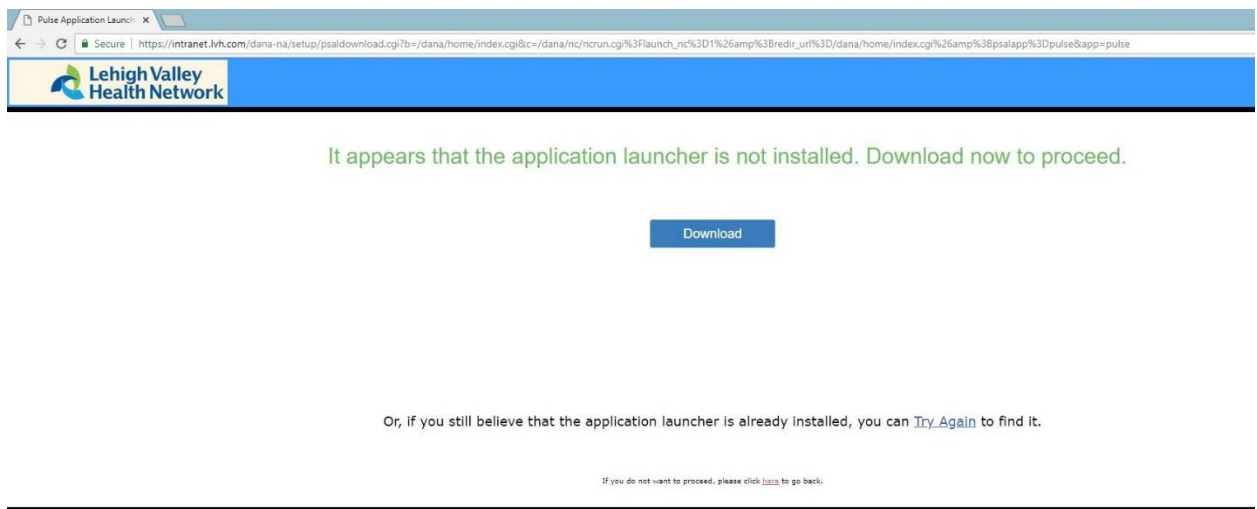 Pulse Application Launch
Secure | https://intranet.lvh.com/dana-na/setup/psaldownload.cgi?b=/dana/home/index.cgi&c=/dana/nc/ncrun.cgi%3Flaunch_nc%3D1%26amp%3Bredir_url%3D/dana/home/index.cgi%26amp%3Bpsalapp%3Dpulse&app=pulse
Lehigh Valley
Health Network
It appears that the application launcher is not installed. Download now to proceed.
Download
Or, if you still believe that the application launcher is already installed, you can Try Again to find it.
If you do not want to proceed, please click here to go back.